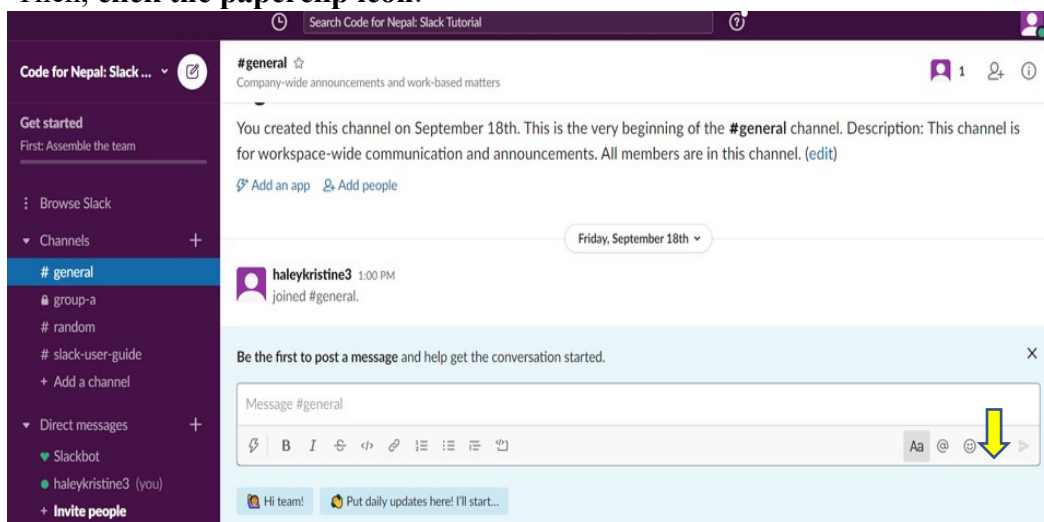 Then, click the paperclip icon.
Search Code for Nepal: Slack Tutorial
Code for Nepal: Slack ...
Get started
First: Assemble the team
Browse Slack
Channels
# general
group-a
# random
# slack-user-guide
+ Add a channel
Direct messages
Slackbot
haleykristine3 (you)
+ Invite people
#general
Company-wide announcements and work-based matters
1
You created this channel on September 18th. This is the very beginning of the #general channel. Description: This channel is
for workspace-wide communication and announcements. All members are in this channel. (edit)
Add an app Add people
Friday, September 18th
haleykristine3 1:00 PM
joined #general.
Be the first to post a message and help get the conversation started.
Message #general
B I S </> Aa @
Hi team! Put daily updates here! I'll start...